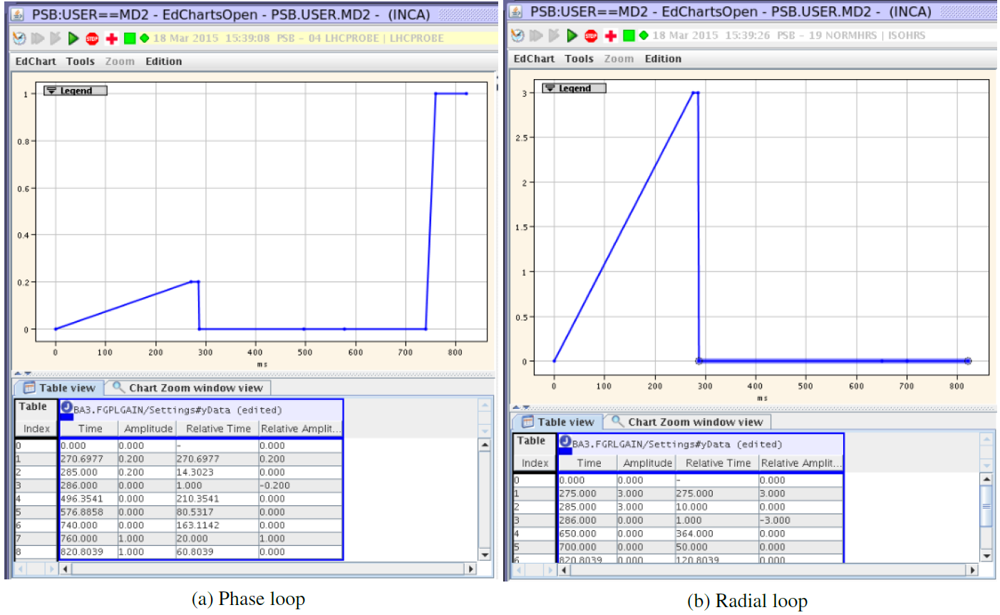 PSB:USER==MD2 - EdChartsOpen - PSB.USER.MD2 - (INCA)
STOP 18 Mar 2015 15:39:08 PSB - 04 LHCPROBE | LHCPROBE
EdChart Tools Zoom Edition
Legend
1
0.8
0.6
0.4
0.2
0
0 100 200 300 400 500 600 700 800
ms
Table view Chart Zoom window view
Table BA3.FGPLGAIN/Settings#yData (edited)
Index Time Amplitude Relative Time Relative Amplit...
0 0.000 0.000 - 0.000
1 270.6977 0.200 270.6977 0.200
2 285.000 0.200 14.3023 0.000
3 286.000 0.000 1.000 -0.200
4 496.3541 0.000 210.3541 0.000
5 576.8858 0.000 80.5317 0.000
6 740.000 0.000 163.1142 0.000
7 760.000 1.000 20.000 1.000
8 820.8039 1.000 60.8039 0.000
(a) Phase loop
PSB:USER==MD2 - EdChartsOpen - PSB.USER.MD2 - (INCA)
STOP 18 Mar 2015 15:39:26 PSB - 19 NORMHRS | ISOHRS
EdChart Tools Zoom Edition
Legend
3
2.5
2
1.5
1
0.5
0
0 100 200 300 400 500 600 700 800
ms
Table view Chart Zoom window view
Table BA3.FGRLGAIN/Settings#yData (edited)
Index Time Amplitude Relative Time Relative Amplit...
0 0.000 0.000 - 0.000
1 275.000 3.000 275.000 3.000
2 285.000 3.000 10.000 0.000
3 286.000 0.000 1.000 -3.000
4 650.000 0.000 364.000 0.000
5 700.000 0.000 50.000 0.000
6 820.8039 0.000 120.8039 0.000
(b) Radial loop